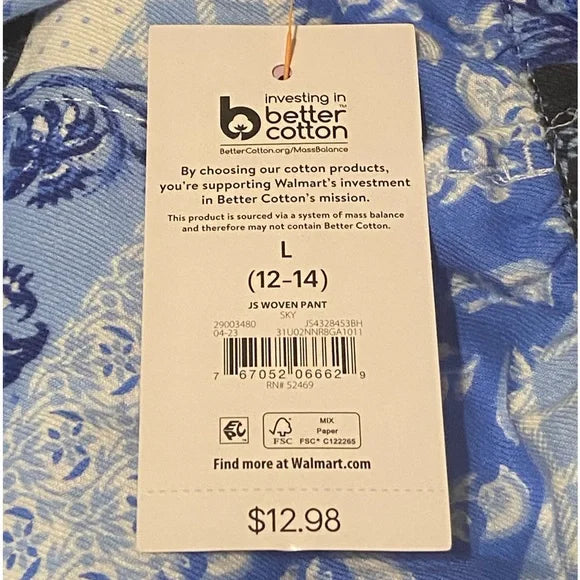 investing in
better™
cotton
BetterCotton.org/MassBalance
By choosing our cotton products,
you're supporting Walmart's investment
in Better Cotton's mission.
This product is sourced via a system of mass balance
and therefore may not contain Better Cotton.
L
(12-14)
JS WOVEN PANT
SKY
29003480 JS4328453BH
04-23 31U02NNR8GA1011
7 67052 06662 9
RN# 52469
FSC MIX Paper FSC® C122265
Find more at Walmart.com
$12.98